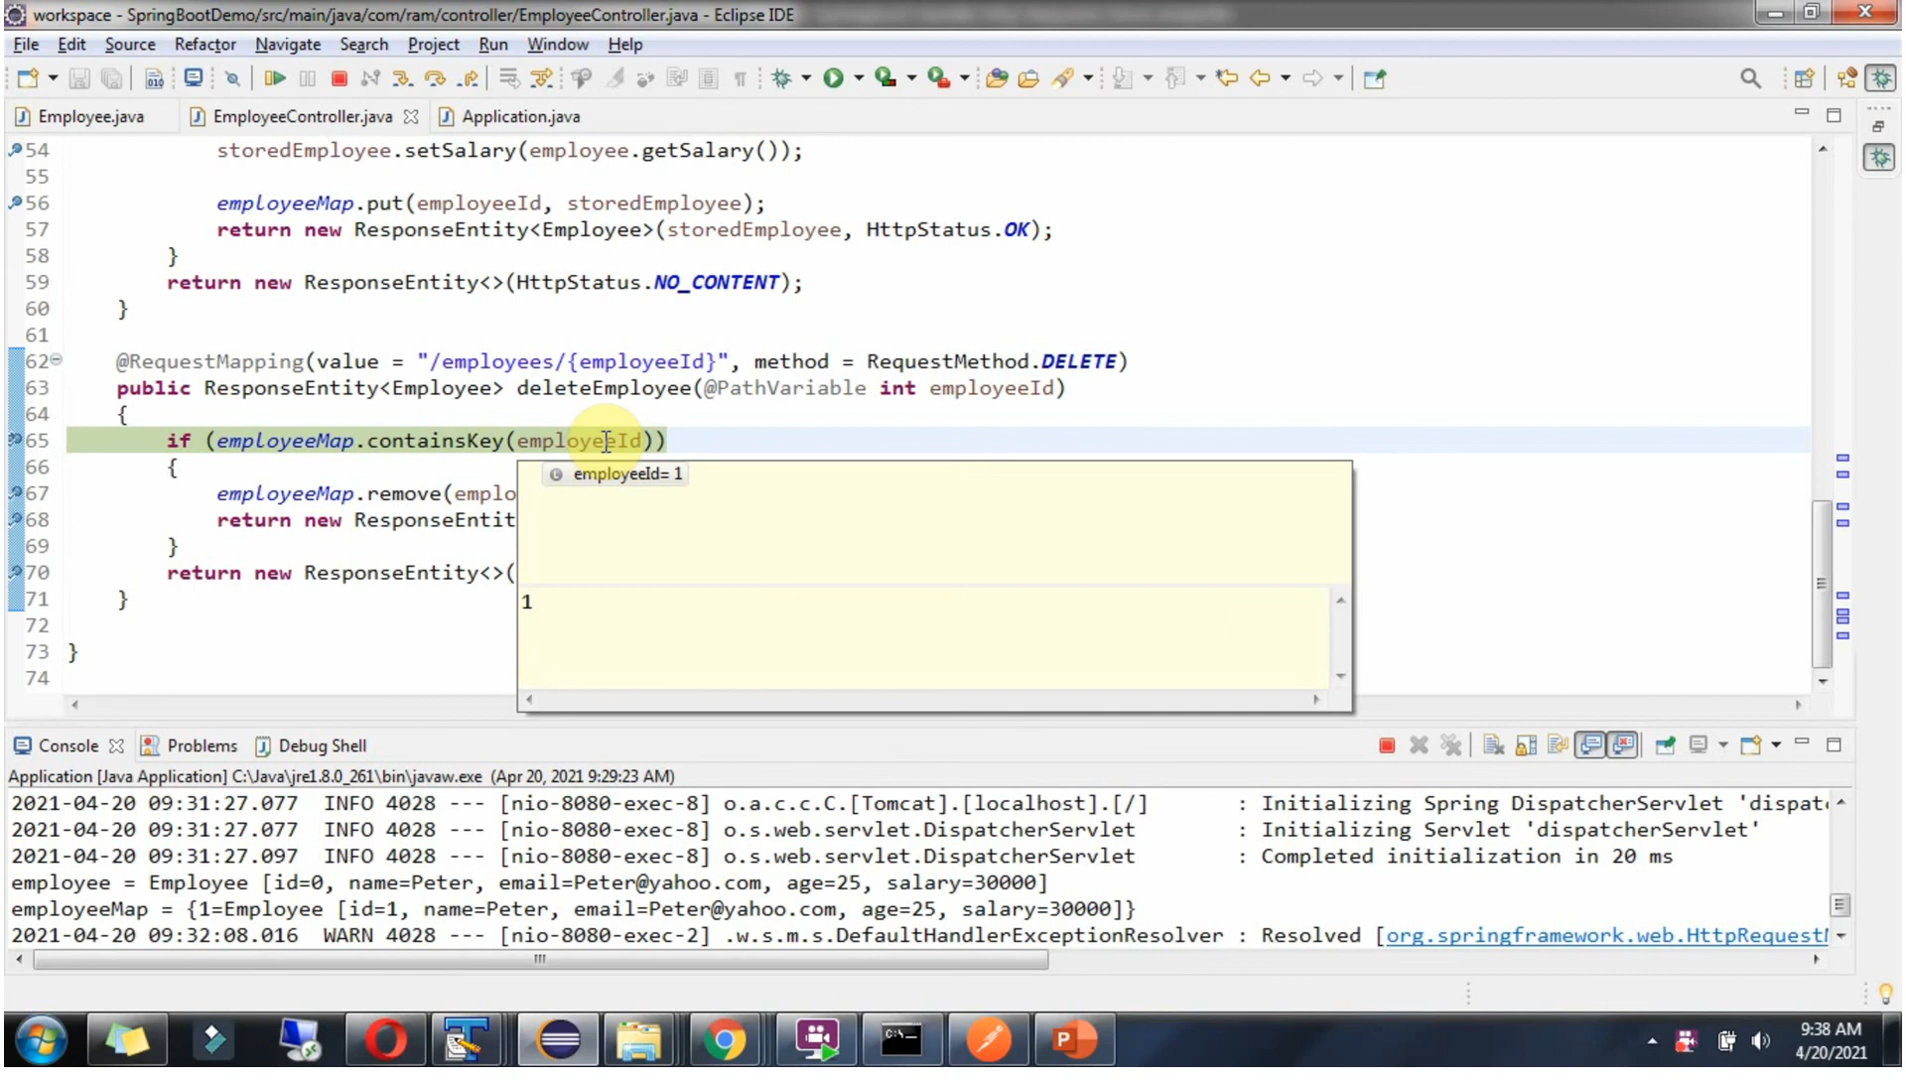 workspace - SpringBootDemo/src/main/java/com/ram/controller/EmployeeController.java - Eclipse IDE
File Edit Source Refactor Navigate Search Project Run Window Help
Employee.java EmployeeController.java Application.java
54 storedEmployee.setSalary(employee.getSalary());
55
56 employeeMap.put(employeeId, storedEmployee);
57 return new ResponseEntity<Employee>(storedEmployee, HttpStatus.OK);
58 }
59 return new ResponseEntity<>(HttpStatus.NO_CONTENT);
60 }
61
62 @RequestMapping(value = "/employees/{employeeId}", method = RequestMethod.DELETE)
63 public ResponseEntity<Employee> deleteEmployee(@PathVariable int employeeId)
64 {
65 if (employeeMap.containsKey(employeeId))
66 {
employeeId= 1
67 employeeMap.remove(emplo
68 return new ResponseEntit
69 }
70 return new ResponseEntity<>(
71 }
1
72
73 }
74
Console Problems Debug Shell
Application [Java Application] C:\Java\jre1.8.0_261\bin\javaw.exe (Apr 20, 2021 9:29:23 AM)
2021-04-20 09:31:27.077 INFO 4028 --- [nio-8080-exec-8] o.a.c.c.C.[Tomcat].[localhost].[/] : Initializing Spring DispatcherServlet 'dispatc
2021-04-20 09:31:27.077 INFO 4028 --- [nio-8080-exec-8] o.s.web.servlet.DispatcherServlet : Initializing Servlet 'dispatcherServlet'
2021-04-20 09:31:27.097 INFO 4028 --- [nio-8080-exec-8] o.s.web.servlet.DispatcherServlet : Completed initialization in 20 ms
employee = Employee [id=0, name=Peter, email=Peter@yahoo.com, age=25, salary=30000]
employeeMap = {1=Employee [id=1, name=Peter, email=Peter@yahoo.com, age=25, salary=30000]}
2021-04-20 09:32:08.016 WARN 4028 --- [nio-8080-exec-2] .w.s.m.s.DefaultHandlerExceptionResolver : Resolved [org.springframework.web.HttpRequestM
9:38 AM
4/20/2021